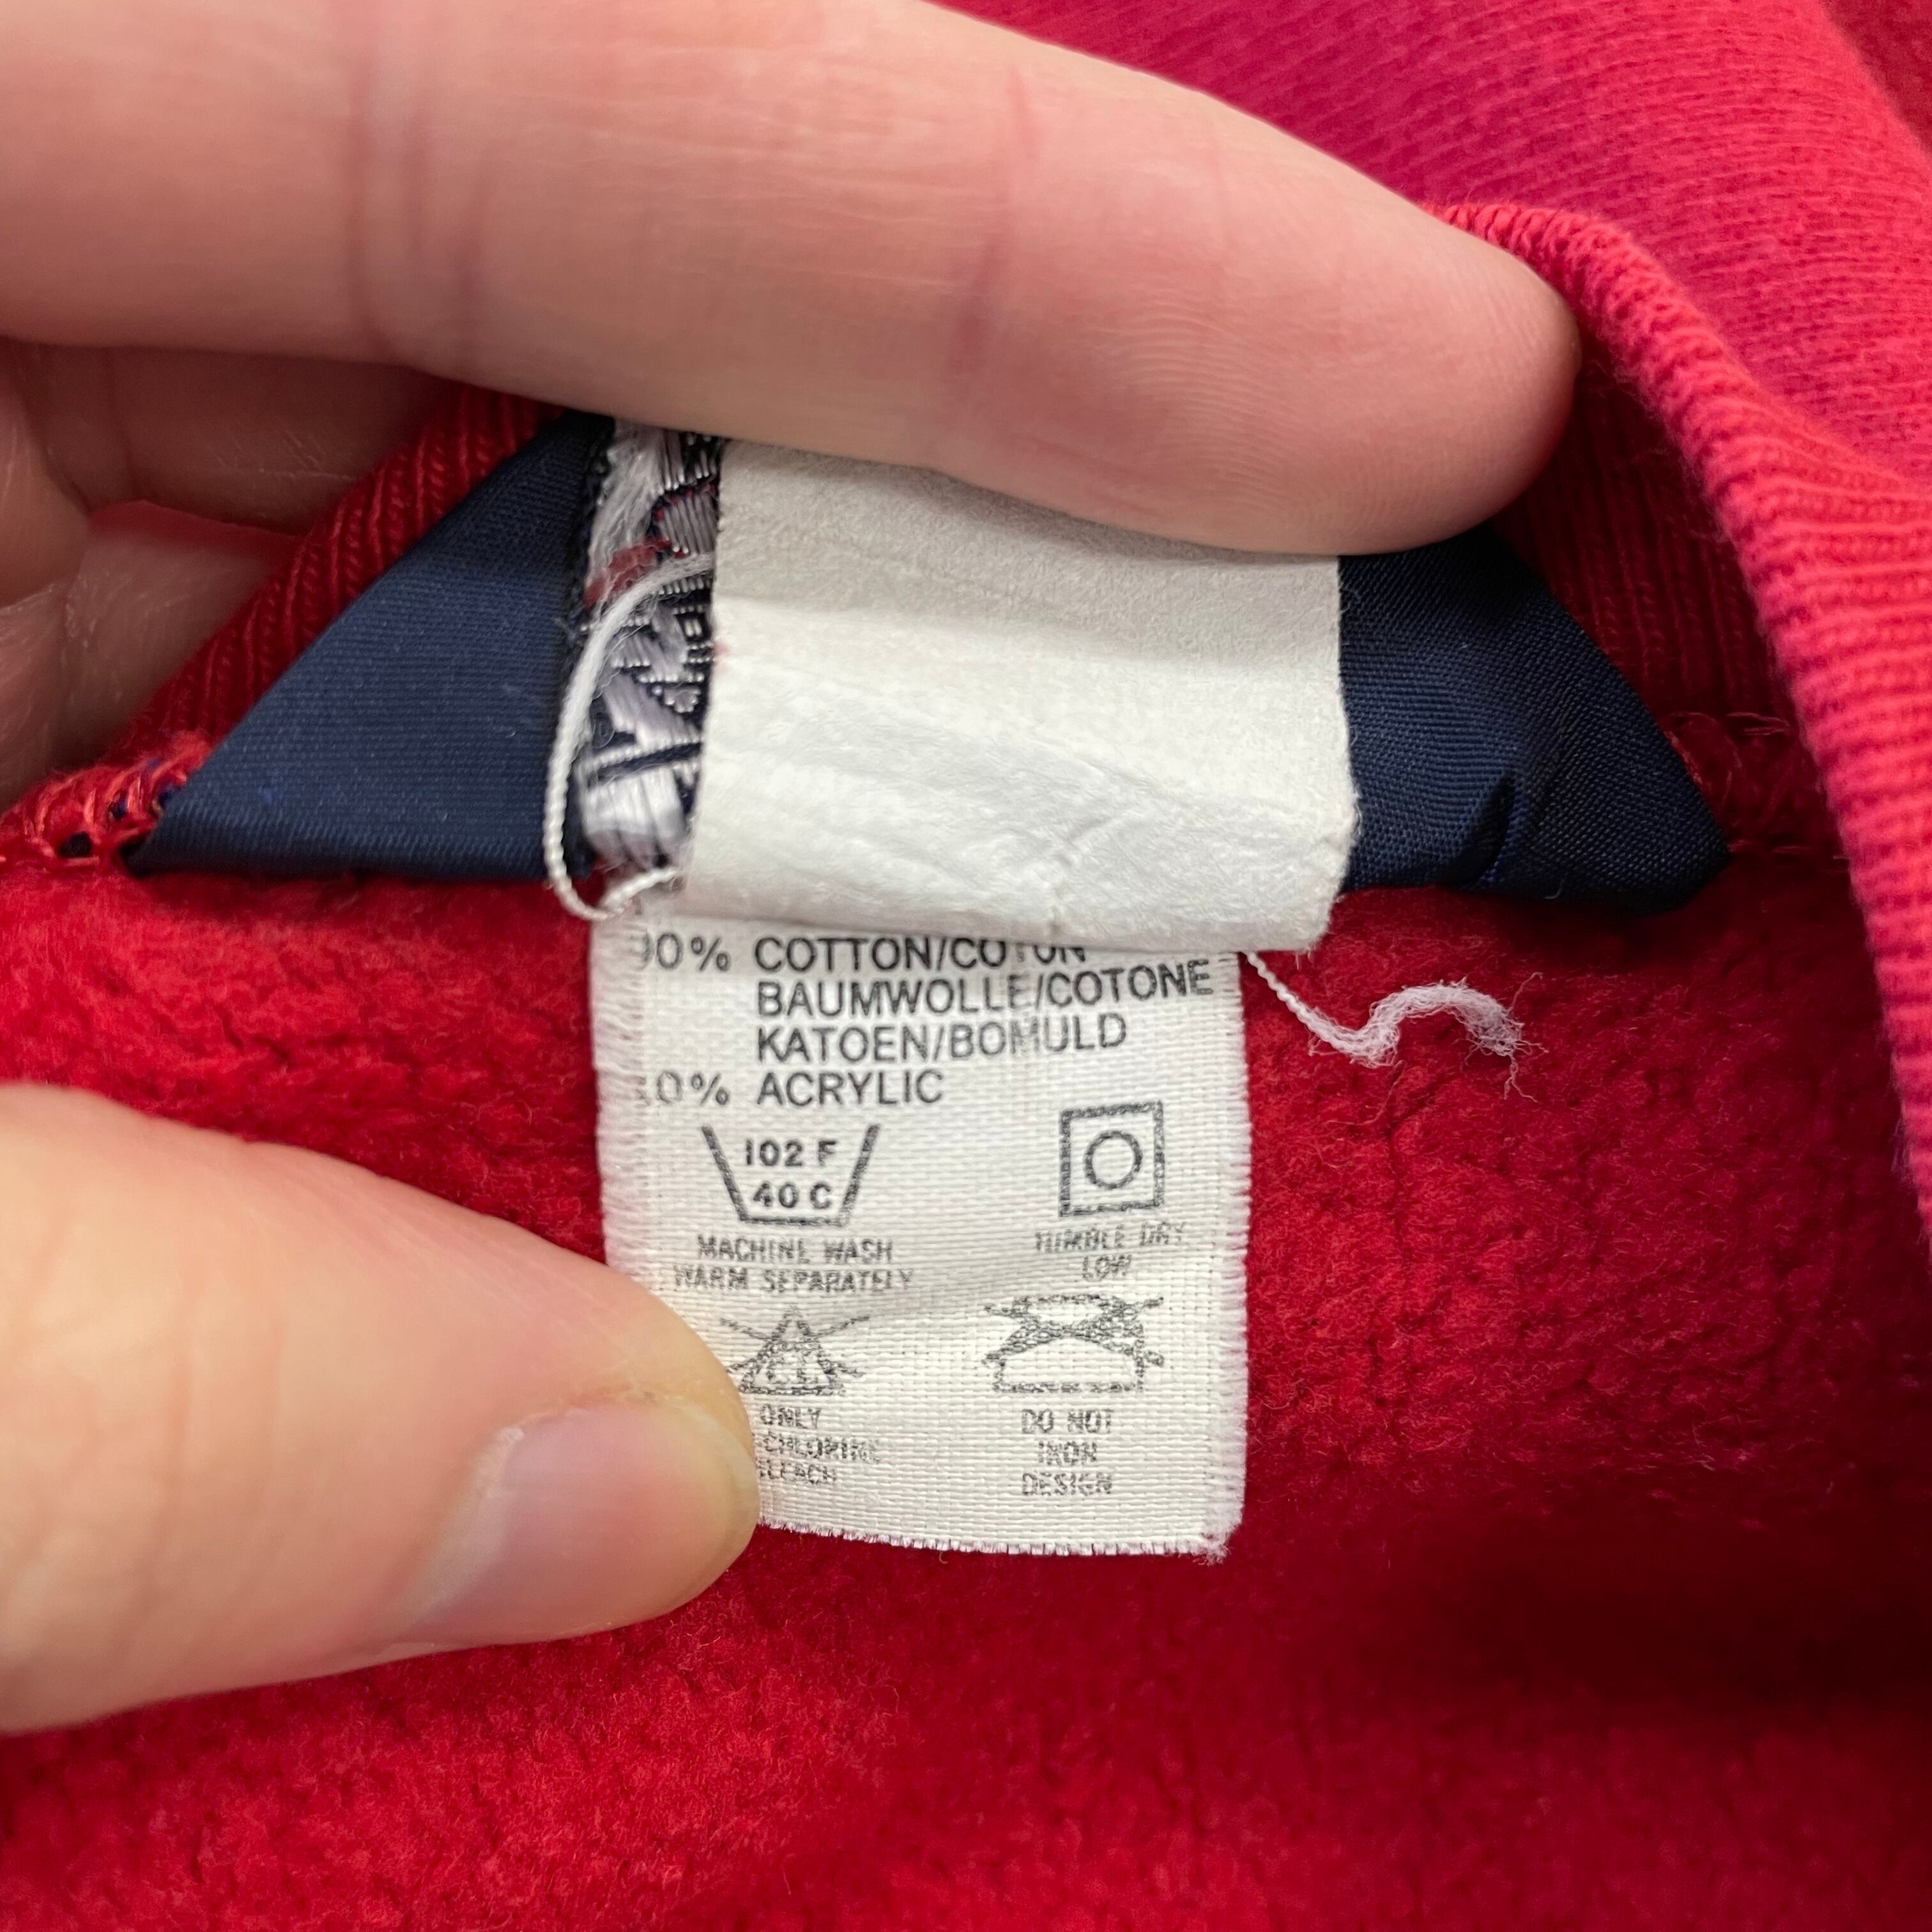 90% COTTON/COTON
BAUMWOLLE/COTONE
KATOEN/BOMULD
10% ACRYLIC
102 F
40 C
MACHINE WASH
WARM SEPARATELY
TUMBLE DRY
LOW
CL
ONLY
CHLORINE
BLEACH
DO NOT
IRON
DESIGN